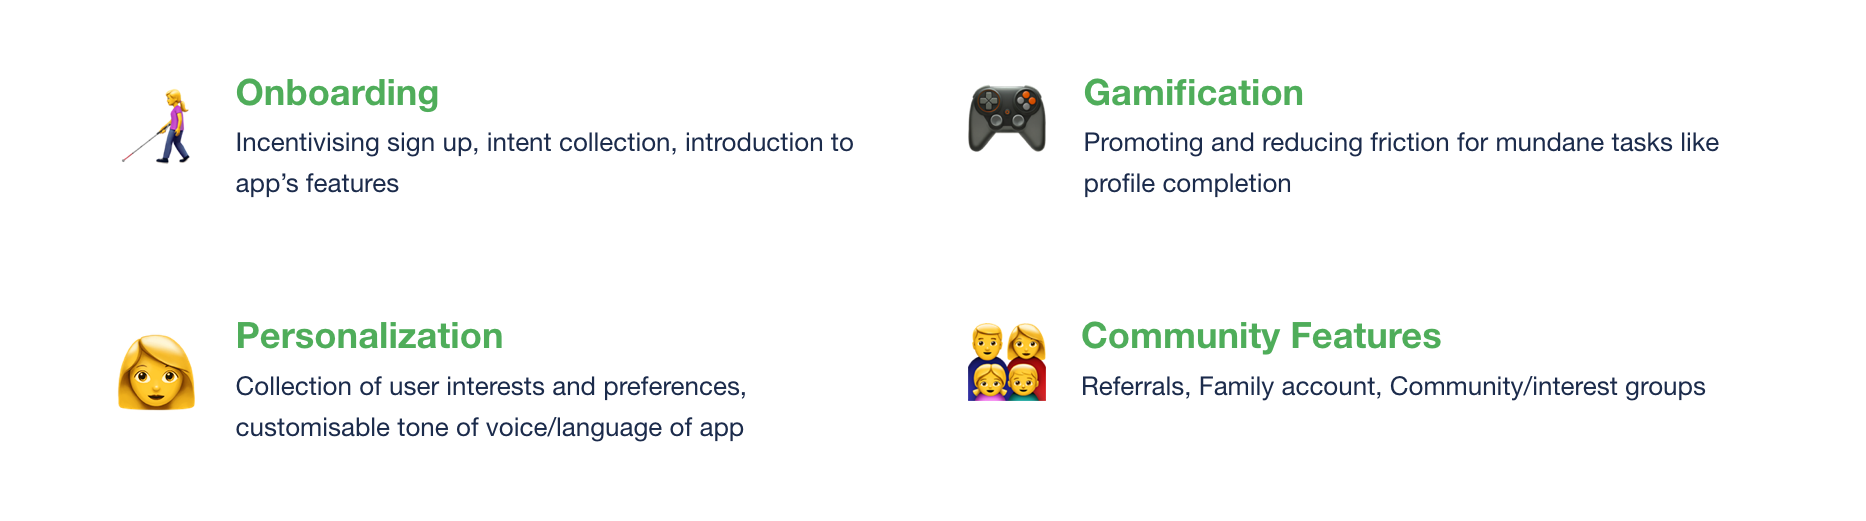 Onboarding
Incentivising sign up, intent collection, introduction to
app’s features
Gamification
Promoting and reducing friction for mundane tasks like
profile completion
Personalization
Collection of user interests and preferences,
customisable tone of voice/language of app
Community Features
Referrals, Family account, Community/interest groups